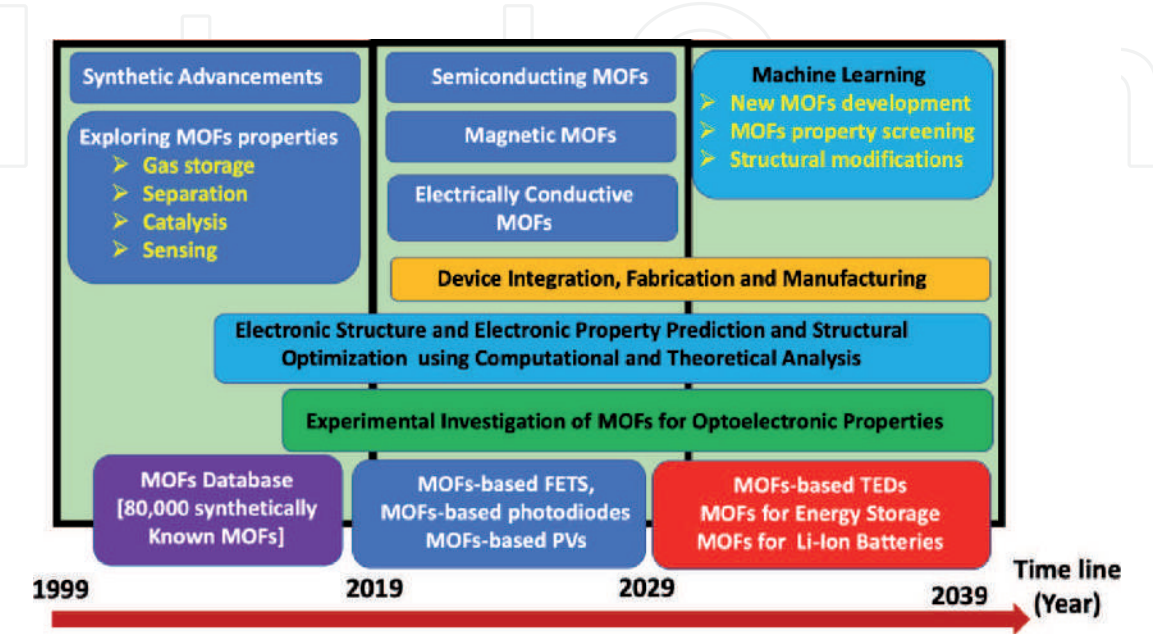 Synthetic Advancements
Exploring MOFs properties
➢ Gas storage
➢ Separation
➢ Catalysis
➢ Sensing
Semiconducting MOFs
Magnetic MOFs
Electrically Conductive
MOFs
Machine Learning
➢ New MOFs development
➢ MOFs property screening
➢ Structural modifications
Device Integration, Fabrication and Manufacturing
Electronic Structure and Electronic Property Prediction and Structural
Optimization using Computational and Theoretical Analysis
Experimental Investigation of MOFs for Optoelectronic Properties
MOFs Database
[80,000 synthetically
Known MOFs]
MOFs-based FETS,
MOFs-based photodiodes
MOFs-based PVs
MOFs-based TEDs
MOFs for Energy Storage
MOFs for Li-Ion Batteries
1999
2019
2029
2039
Time line
(Year)